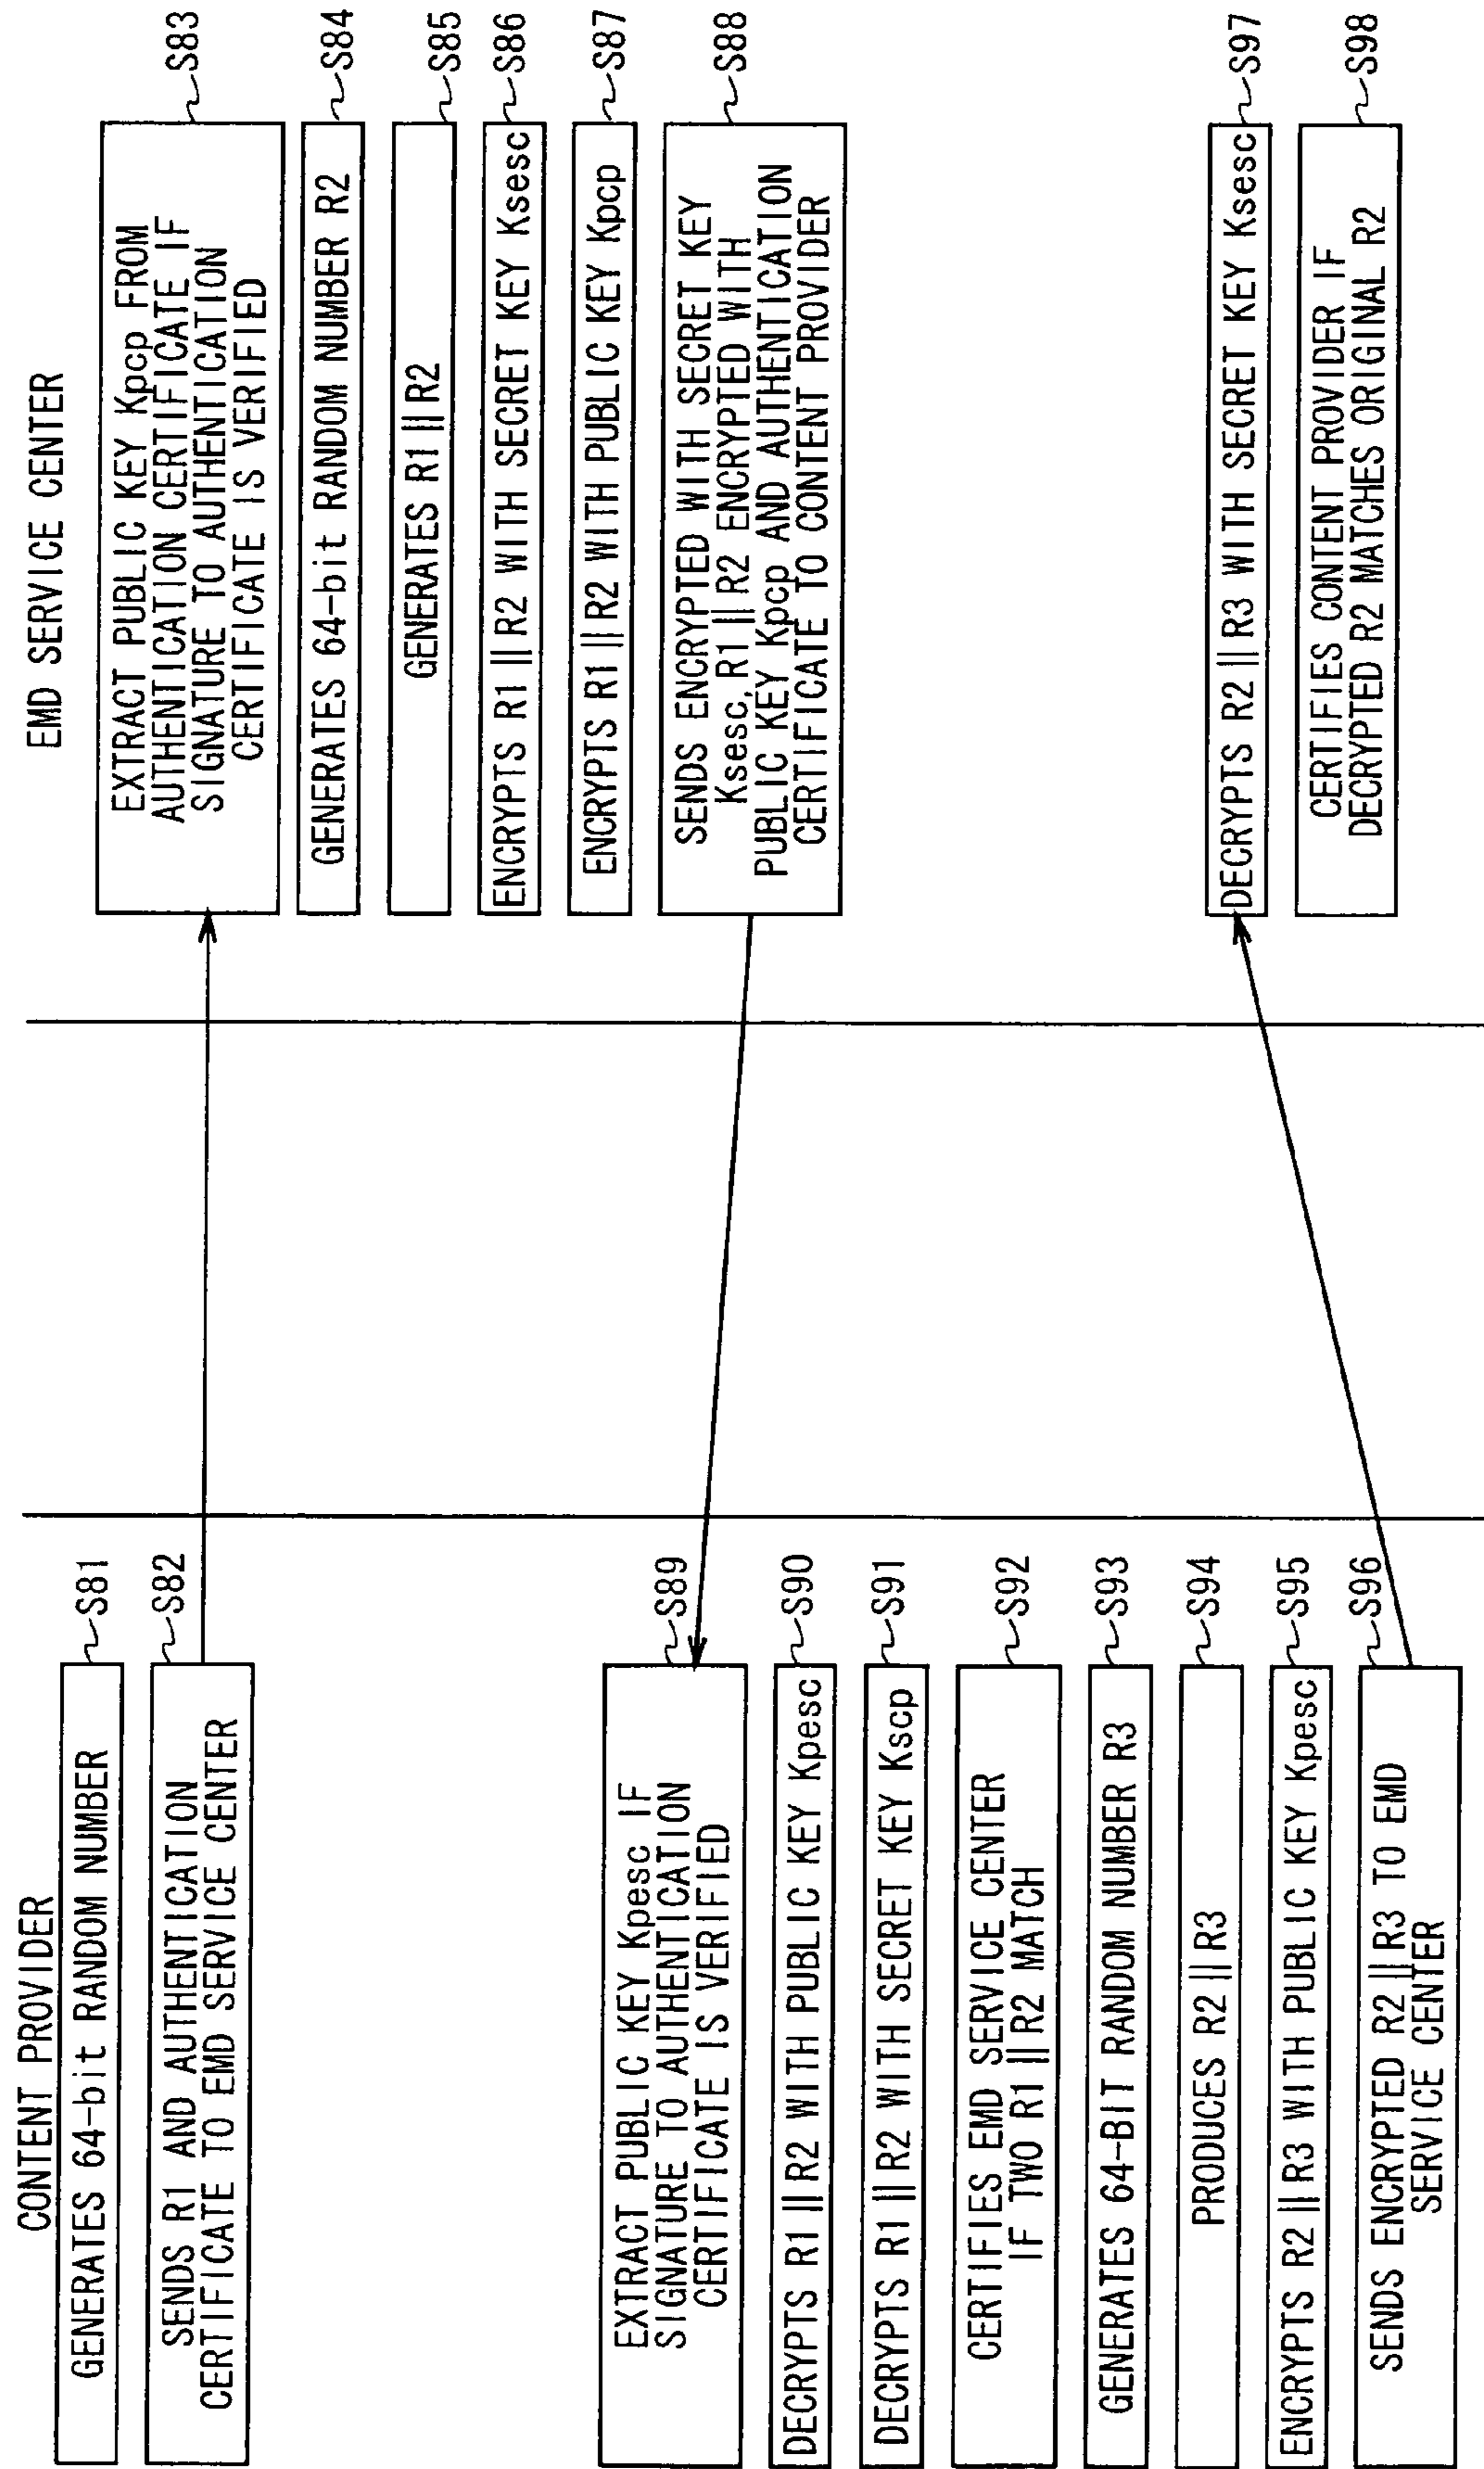 CONTENT PROVIDER
GENERATES 64-bit RANDOM NUMBER
S81
SENDS R1 AND AUTHENTICATION
CERTIFICATE TO EMD SERVICE CENTER
S82
EMD SERVICE CENTER
EXTRACT PUBLIC KEY Kpcp FROM
AUTHENTICATION CERTIFICATE IF
SIGNATURE TO AUTHENTICATION
CERTIFICATE IS VERIFIED
S83
GENERATES 64-bit RANDOM NUMBER R2
S84
GENERATES R1 || R2
S85
ENCRYPTS R1 || R2 WITH SECRET KEY Ksesc
S86
ENCRYPTS R1 || R2 WITH PUBLIC KEY Kpcp
S87
SENDS ENCRYPTED WITH SECRET KEY
Ksesc, R1 || R2 ENCRYPTED WITH
PUBLIC KEY Kpcp AND AUTHENTICATION
CERTIFICATE TO CONTENT PROVIDER
S88
EXTRACT PUBLIC KEY Kpesc IF
SIGNATURE TO AUTHENTICATION
CERTIFICATE IS VERIFIED
S89
DECRYPTS R1 || R2 WITH PUBLIC KEY Kpesc
S90
DECRYPTS R1 || R2 WITH SECRET KEY Kscp
S91
CERTIFIES EMD SERVICE CENTER
IF TWO R1 || R2 MATCH
S92
GENERATES 64-BIT RANDOM NUMBER R3
S93
PRODUCES R2 || R3
S94
ENCRYPTS R2 || R3 WITH PUBLIC KEY Kpesc
S95
SENDS ENCRYPTED R2 || R3 TO EMD
SERVICE CENTER
S96
DECRYPTS R2 || R3 WITH SECRET KEY Ksesc
S97
CERTIFIES CONTENT PROVIDER IF
DECRYPTED R2 MATCHES ORIGINAL R2
S98